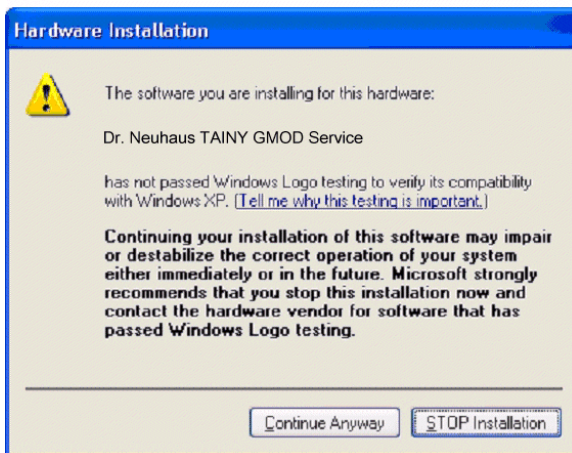 Hardware Installation
The software you are installing for this hardware:
Dr. Neuhaus TAINY GMOD Service
has not passed Windows Logo testing to verify its compatibility
with Windows XP. (Tell me why this testing is important.)
Continuing your installation of this software may impair
or destabilize the correct operation of your system
either immediately or in the future. Microsoft strongly
recommends that you stop this installation now and
contact the hardware vendor for software that has
passed Windows Logo testing.
Continue Anyway
STOP Installation